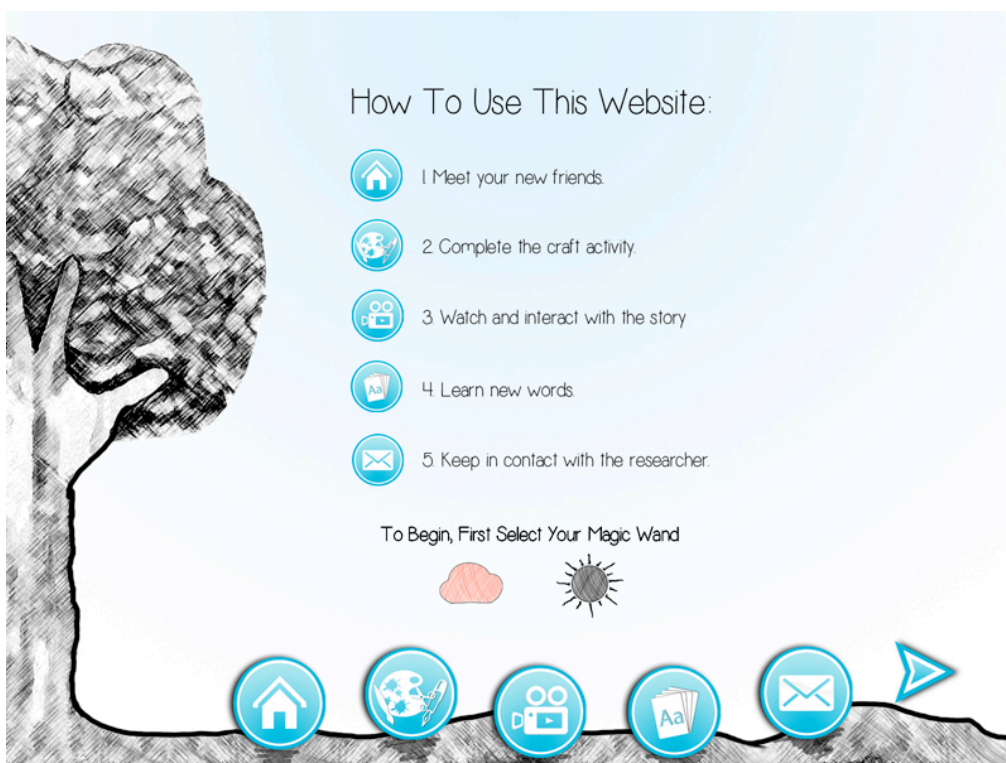 How To Use This Website:
1. Meet your new friends.
2. Complete the craft activity.
3. Watch and interact with the story
Aa
4. Learn new words.
5. Keep in contact with the researcher.
To Begin, First Select Your Magic Wand
Aa